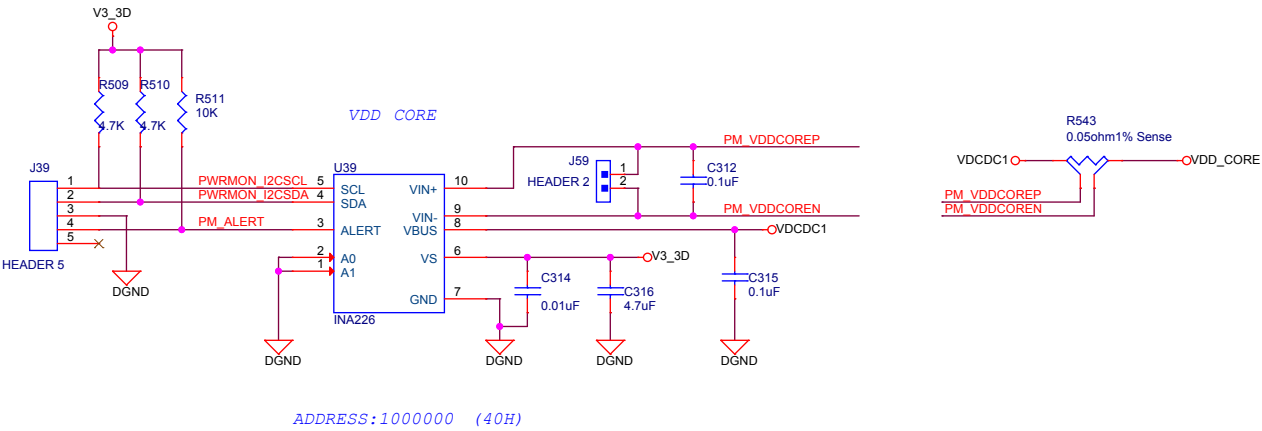 V3_3D
R509
R510
R511
10K
4.7K
4.7K
VDD CORE
J39
1
2
3
4
5
HEADER 5
DGND
PWRMON_I2CSCL
PWRMON_I2CSDA
PM_ALERT
U39
5
SCL
4
SDA
3
ALERT
2
A0
1
A1
VIN+
10
VIN-
9
VBUS
8
VS
6
GND
7
INA226
DGND
J59
HEADER 2
1
2
PM_VDDCOREP
C312
0.1uF
PM_VDDCOREN
VDCDC1
V3_3D
C314
0.01uF
C316
4.7uF
C315
0.1uF
DGND
DGND
DGND
R543
0.05ohm1% Sense
VDCDC1
VDD_CORE
PM_VDDCOREP
PM_VDDCOREN
ADDRESS:1000000 (40H)